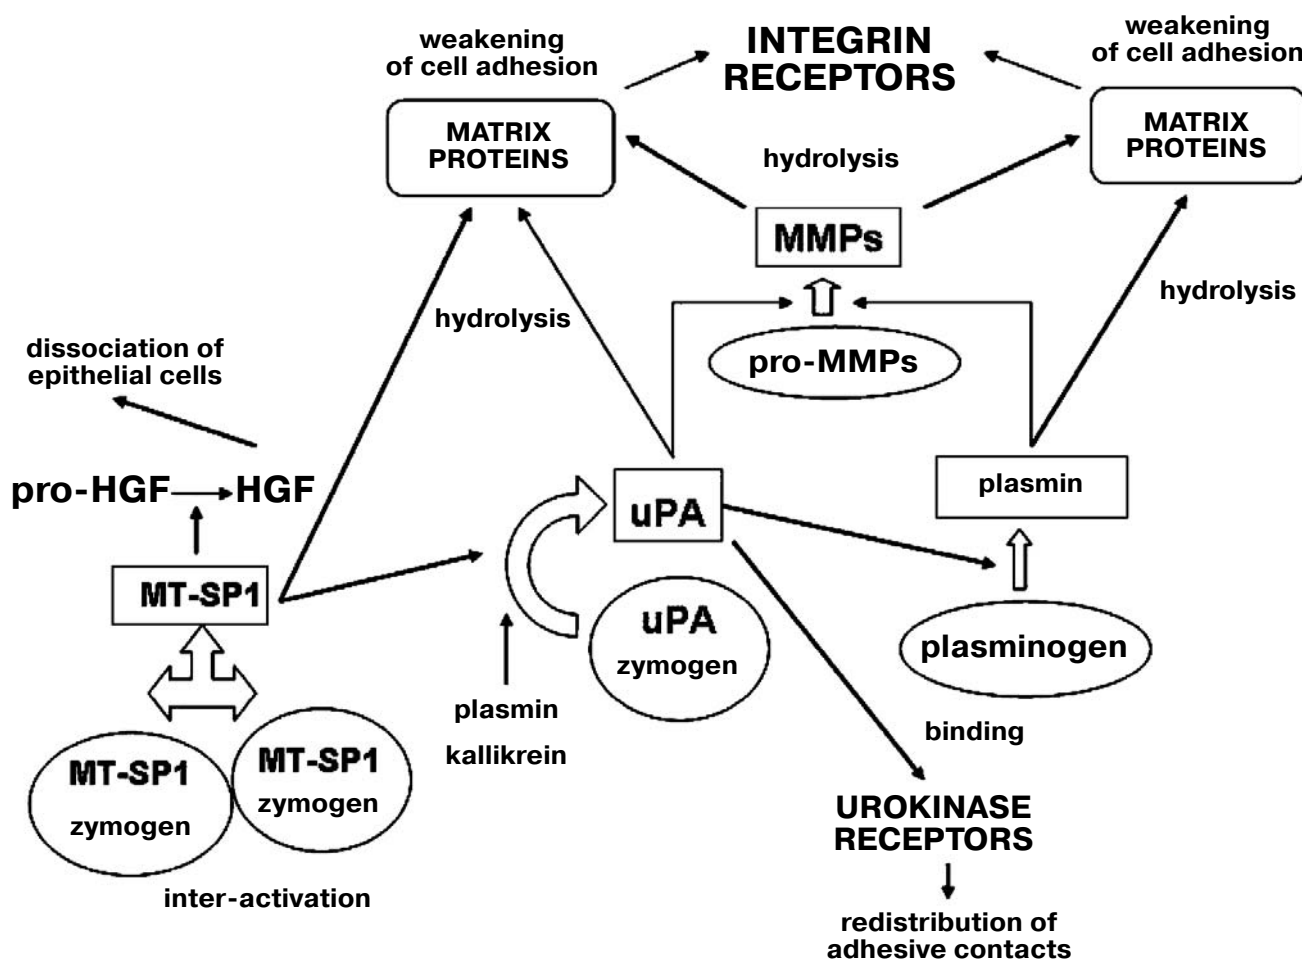 weakening
of cell adhesion
INTEGRIN
RECEPTORS
weakening
of cell adhesion
MATRIX
PROTEINS
hydrolysis
MATRIX
PROTEINS
MMPs
hydrolysis
hydrolysis
pro-MMPs
dissociation of
epithelial cells
pro-HGF
HGF
uPA
plasmin
MT-SP1
uPA
zymogen
plasminogen
plasmin
kallikrein
binding
MT-SP1
zymogen
MT-SP1
zymogen
UROKINASE
RECEPTORS
inter-activation
redistribution of
adhesive contacts